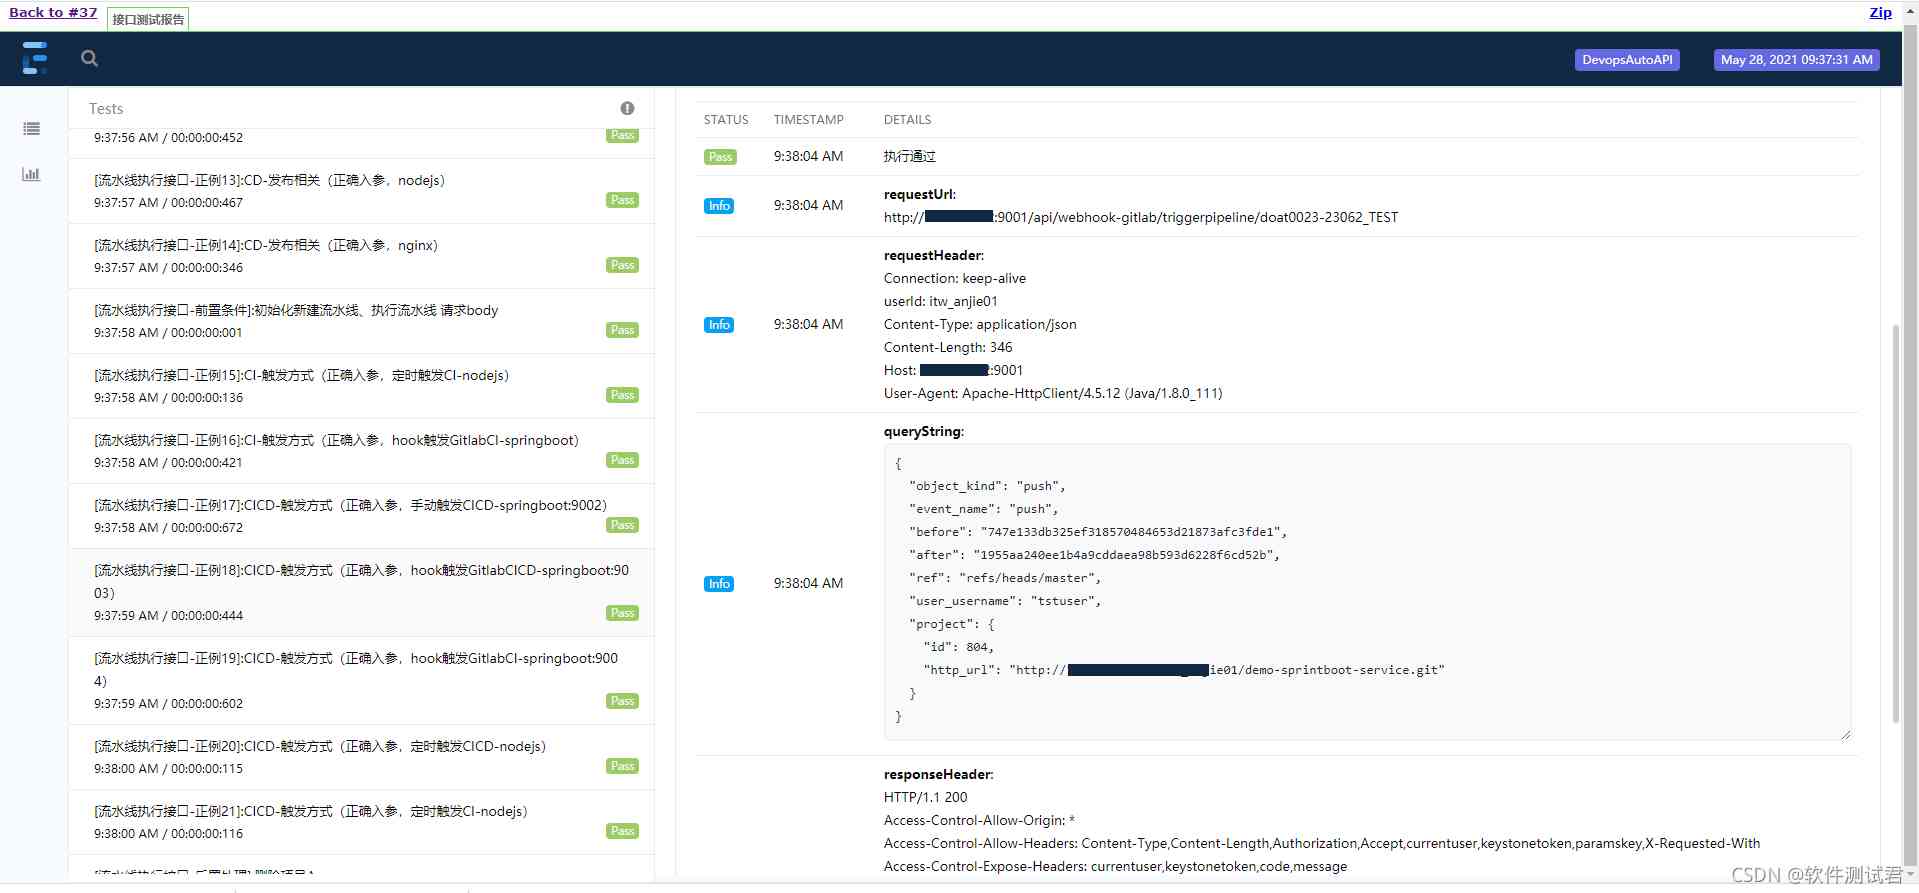 Back to #37
接口测试报告
Zip
DevopsAutoAPI
May 28, 2021 09:37:31 AM
Tests
9:37:56 AM / 00:00:00:452
Pass
[流水线执行接口-正例13]:CD-发布相关（正确入参，nodejs）
9:37:57 AM / 00:00:00:467
Pass
[流水线执行接口-正例14]:CD-发布相关（正确入参，nginx）
9:37:57 AM / 00:00:00:346
Pass
[流水线执行接口-前置条件]:初始化新建流水线、执行流水线 请求body
9:37:58 AM / 00:00:00:001
Pass
[流水线执行接口-正例15]:CI-触发方式（正确入参，定时触发CI-nodejs）
9:37:58 AM / 00:00:00:136
Pass
[流水线执行接口-正例16]:CI-触发方式（正确入参，hook触发GitlabCI-springboot）
9:37:58 AM / 00:00:00:421
Pass
[流水线执行接口-正例17]:CICD-触发方式（正确入参，手动触发CICD-springboot:9002）
9:37:58 AM / 00:00:00:672
Pass
[流水线执行接口-正例18]:CICD-触发方式（正确入参，hook触发GitlabCICD-springboot:90
03）
9:37:59 AM / 00:00:00:444
Pass
[流水线执行接口-正例19]:CICD-触发方式（正确入参，hook触发GitlabCI-springboot:900
4）
9:37:59 AM / 00:00:00:602
Pass
[流水线执行接口-正例20]:CICD-触发方式（正确入参，定时触发CICD-nodejs）
9:38:00 AM / 00:00:00:115
Pass
[流水线执行接口-正例21]:CICD-触发方式（正确入参，定时触发CI-nodejs）
9:38:00 AM / 00:00:00:116
Pass
STATUS TIMESTAMP DETAILS
Pass 9:38:04 AM 执行通过
Info 9:38:04 AM
requestUrl:
http:// :9001/api/webhook-gitlab/triggerpipeline/doat0023-23062_TEST
Info 9:38:04 AM
requestHeader:
Connection: keep-alive
userId: itw_anjie01
Content-Type: application/json
Content-Length: 346
Host: :9001
User-Agent: Apache-HttpClient/4.5.12 (Java/1.8.0_111)
Info 9:38:04 AM
queryString:
{
"object_kind": "push",
"event_name": "push",
"before": "747e133db325ef318570484653d21873afc3fde1",
"after": "1955aa240ee1b4a9cddaea98b593d6228f6cd52b",
"ref": "refs/heads/master",
"user_username": "tstuser",
"project": {
"id": 804,
"http_url": "http:// ie01/demo-sprintboot-service.git"
}
}
responseHeader:
HTTP/1.1 200
Access-Control-Allow-Origin: *
Access-Control-Allow-Headers: Content-Type,Content-Length,Authorization,Accept,currentuser,keystonetoken,paramskey,X-Requested-With
Access-Control-Expose-Headers: currentuser,keystonetoken,code,message
CSDN @软件测试君